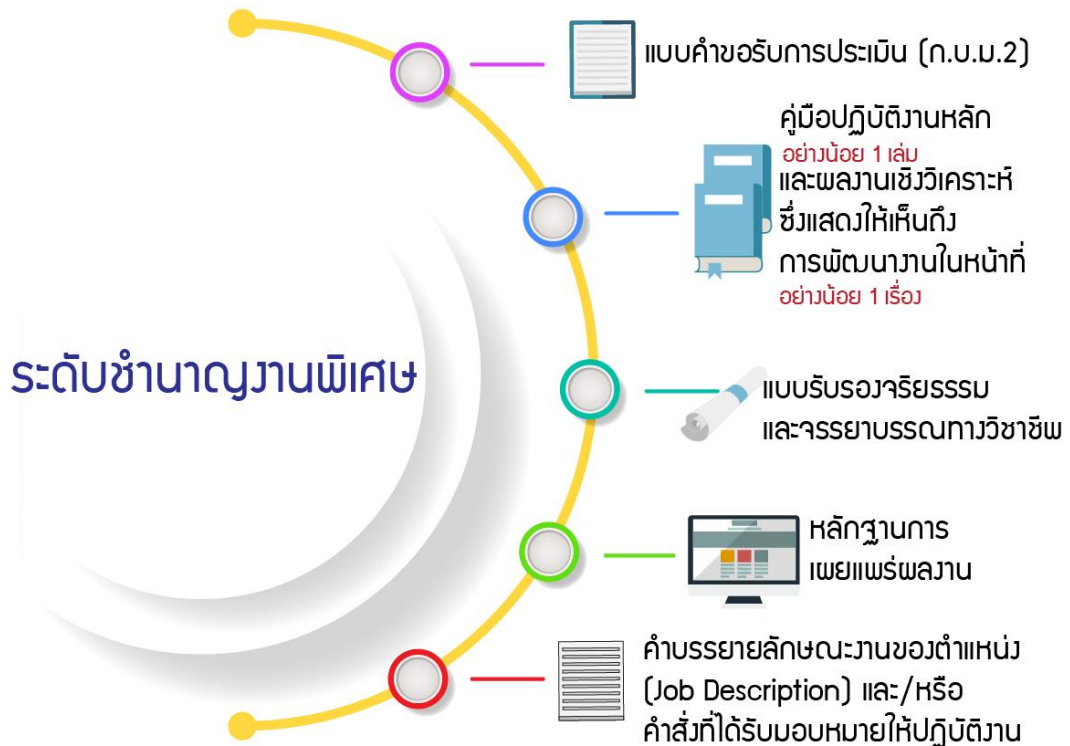 แบบคำขอรับการประเมิน (ก.บ.ม.2)
คู่มือปฏิบัติงานหลัก
อย่างน้อย 1 เล่ม
และผลงานเชิงวิเคราะห์
ซึ่งแสดงให้เห็นถึง
การพัฒนางานในหน้าที่
อย่างน้อย 1 เรื่อง
ระดับชำนาญงานพิเศษ
แบบรับรองจริยธรรม
และจรรยาบรรณทางวิชาชีพ
หลักฐานการ
เผยแพร่ผลงาน
คำบรรยายลักษณะงานของตำแหน่ง
(Job Description) และ/หรือ
คำสั่งที่ได้รับมอบหมายให้ปฏิบัติงาน